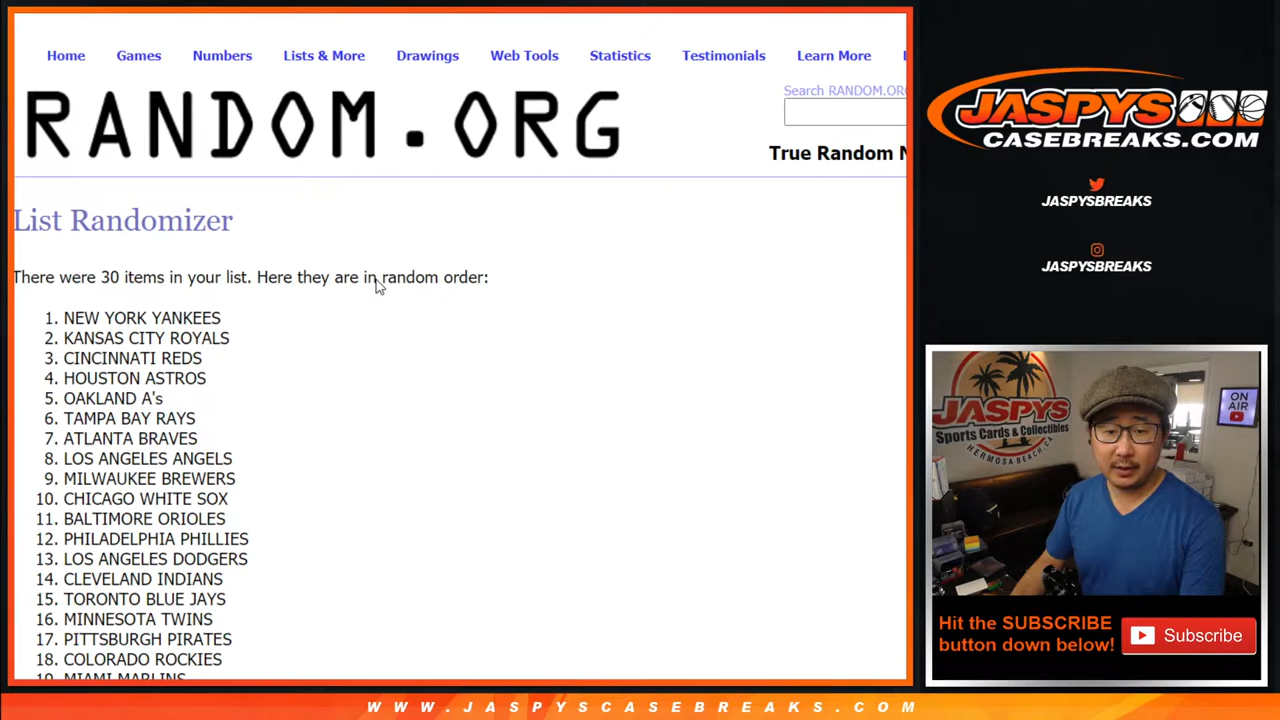 Home Games Numbers Lists & More Drawings Web Tools Statistics Testimonials Learn More
RANDOM.ORG
Search RANDOM.ORG
True Random N
List Randomizer
There were 30 items in your list. Here they are in random order:
1. NEW YORK YANKEES
2. KANSAS CITY ROYALS
3. CINCINNATI REDS
4. HOUSTON ASTROS
5. OAKLAND A's
6. TAMPA BAY RAYS
7. ATLANTA BRAVES
8. LOS ANGELES ANGELS
9. MILWAUKEE BREWERS
10. CHICAGO WHITE SOX
11. BALTIMORE ORIOLES
12. PHILADELPHIA PHILLIES
13. LOS ANGELES DODGERS
14. CLEVELAND INDIANS
15. TORONTO BLUE JAYS
16. MINNESOTA TWINS
17. PITTSBURGH PIRATES
18. COLORADO ROCKIES
19. MIAMI MARLINS
JASPYS
CASEBREAKS.COM
JASPYSBREAKS
JASPYSBREAKS
JASPYS
Sports Cards & Collectibles
HERMOSA BEACH, CA
ON
AIR
Hit the SUBSCRIBE
button down below!
Subscribe
WWW.JASPYSCASEBREAKS.COM